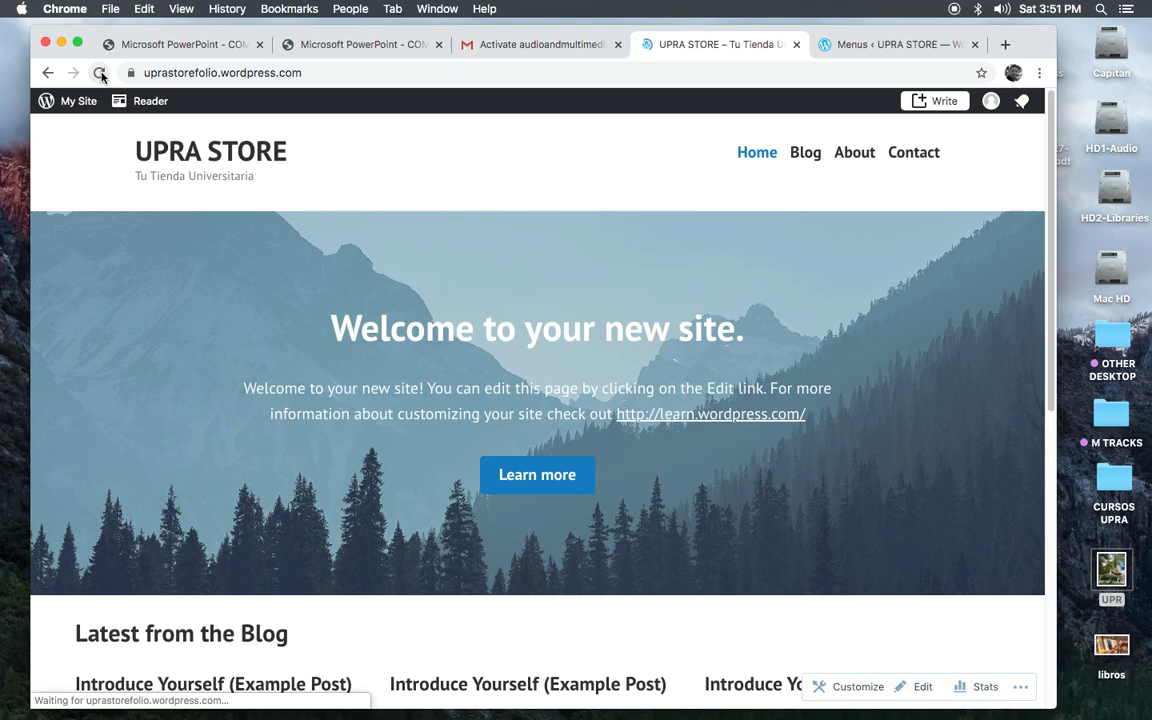 Chrome File Edit View History Bookmarks People Tab Window Help Sat 3:51 PM
Microsoft PowerPoint - COM Microsoft PowerPoint - COM Activate audioandmultimedi UPRA STORE – Tu Tienda U Menus ‹ UPRA STORE — W
uprastorefolio.wordpress.com
My Site Reader Write
UPRA STORE
Tu Tienda Universitaria
Home Blog About Contact
Welcome to your new site.
Welcome to your new site! You can edit this page by clicking on the Edit link. For more
information about customizing your site check out http://learn.wordpress.com/
Learn more
Latest from the Blog
Introduce Yourself (Example Post) Introduce Yourself (Example Post) Introduce Yo
Customize Edit Stats
Waiting for uprastorefolio.wordpress.com...
Capitan
HD1-Audio
HD2-Libraries
Mac HD
OTHER
DESKTOP
M TRACKS
CURSOS
UPRA
UPR
libros